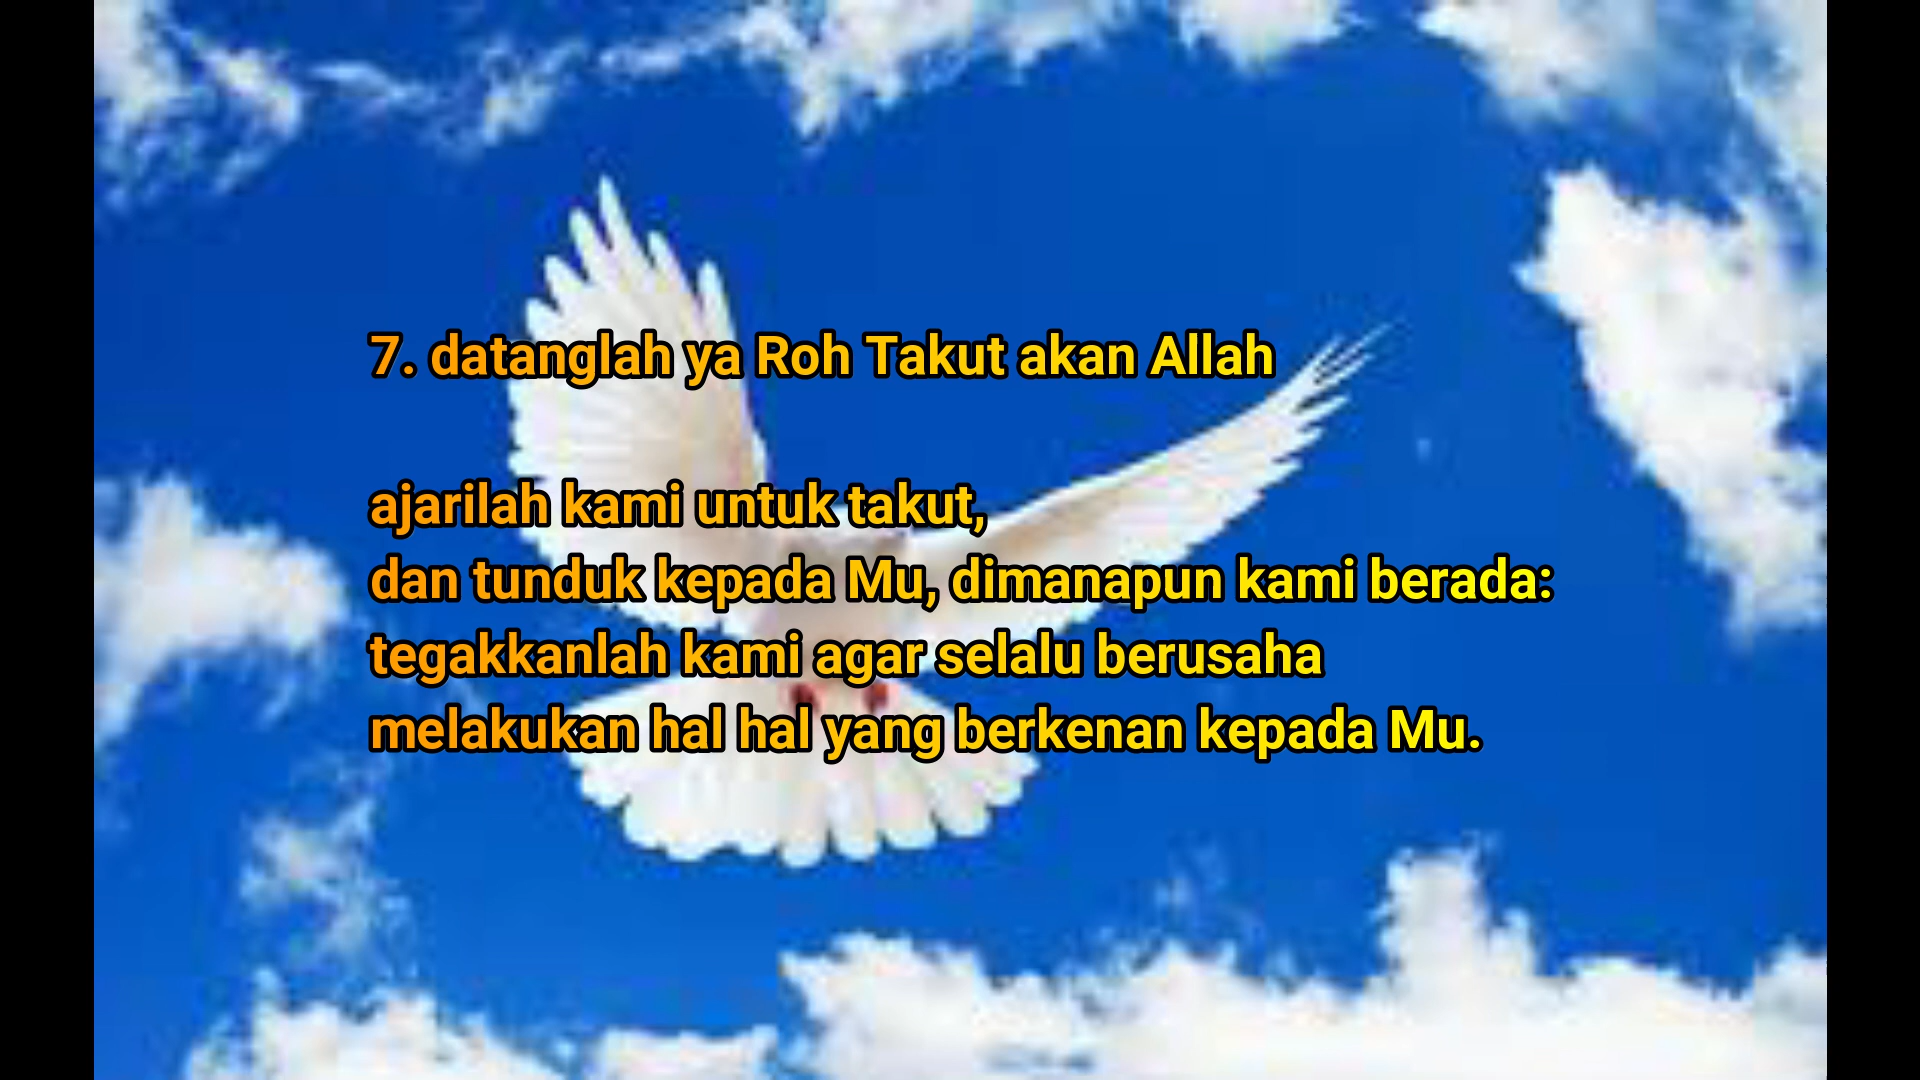 7. datanglah ya Roh Takut akan Allah
ajarilah kami untuk takut,
dan tunduk kepada Mu, dimanapun kami berada:
tegakkanlah kami agar selalu berusaha
melakukan hal hal yang berkenan kepada Mu.